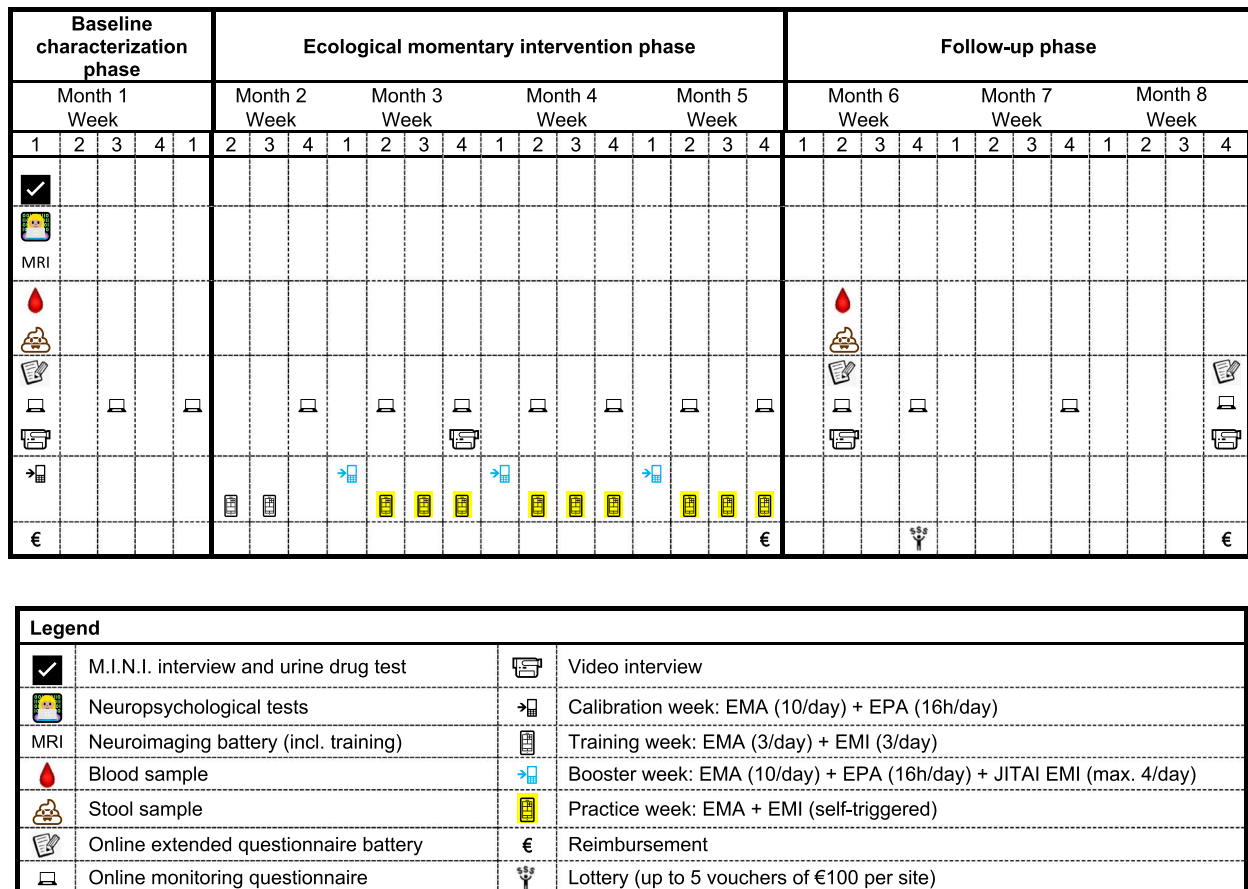 Baseline
characterization
phase
Ecological momentary intervention phase
Follow-up phase
Month 1
Week
Month 2
Week
Month 3
Week
Month 4
Week
Month 5
Week
Month 6
Week
Month 7
Week
Month 8
Week
1 2 3 4 1 2 3 4 1 2 3 4 1 2 3 4 1 2 3 4 1 2 3 4 1 2 3 4 1 2 3 4
MRI
€ € $$$ €
Legend
M.I.N.I. interview and urine drug test
Video interview
Neuropsychological tests
Calibration week: EMA (10/day) + EPA (16h/day)
MRI Neuroimaging battery (incl. training)
Training week: EMA (3/day) + EMI (3/day)
Blood sample
Booster week: EMA (10/day) + EPA (16h/day) + JITAI EMI (max. 4/day)
Stool sample
Practice week: EMA + EMI (self-triggered)
Online extended questionnaire battery
€ Reimbursement
Online monitoring questionnaire
$$$ Lottery (up to 5 vouchers of €100 per site)